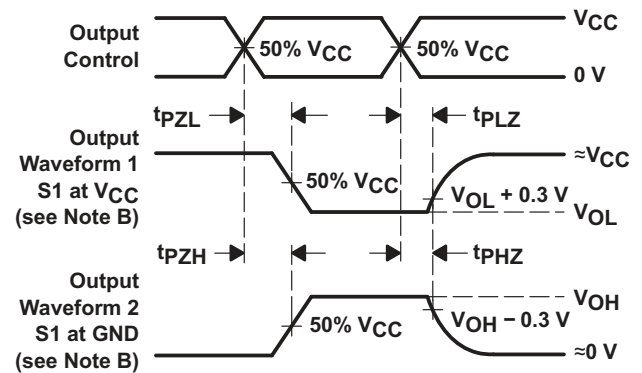 Output
Control
50% VCC
50% VCC
VCC
0 V
tPZL
tPLZ
Output
Waveform 1
S1 at VCC
(see Note B)
50% VCC
≈VCC
VOL + 0.3 V
VOL
tPZH
tPHZ
Output
Waveform 2
S1 at GND
(see Note B)
50% VCC
VOH
VOH − 0.3 V
≈0 V